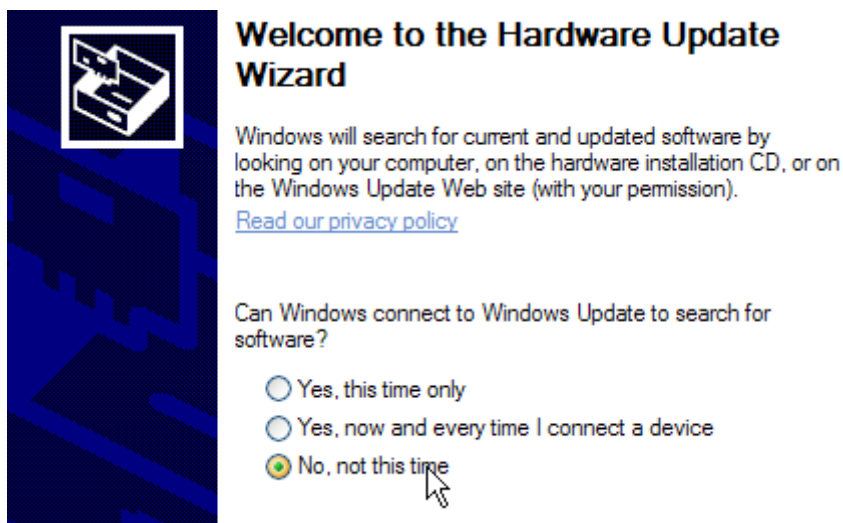 Welcome to the Hardware Update
Wizard
Windows will search for current and updated software by
looking on your computer, on the hardware installation CD, or on
the Windows Update Web site (with your permission).
Read our privacy policy
Can Windows connect to Windows Update to search for
software?
Yes, this time only
Yes, now and every time I connect a device
No, not this time